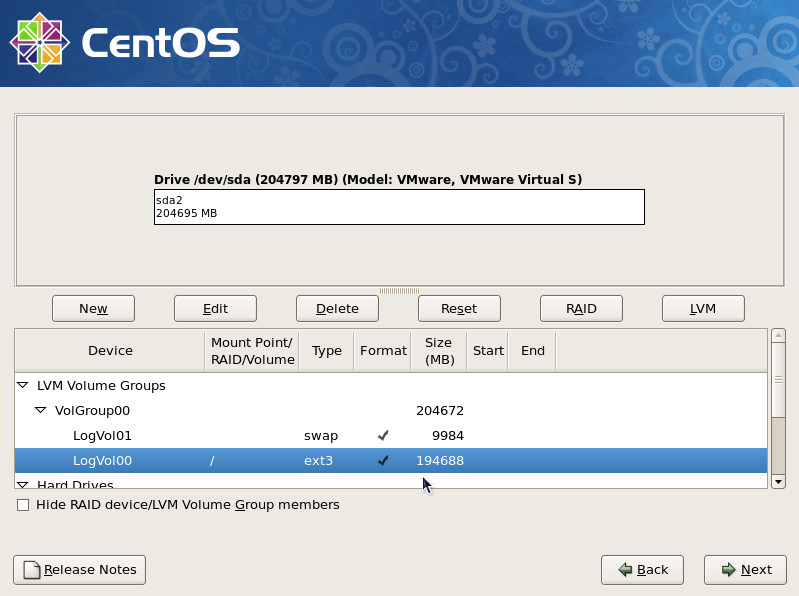 CentOS
Drive /dev/sda (204797 MB) (Model: VMware, VMware Virtual S)
sda2
204695 MB
New Edit Delete Reset RAID LVM
Device Mount Point/ RAID/Volume Type Format Size (MB) Start End
LVM Volume Groups
VolGroup00 204672
LogVol01 swap 9984
LogVol00 / ext3 194688
Hard Drives
Hide RAID device/LVM Volume Group members
Release Notes Back Next